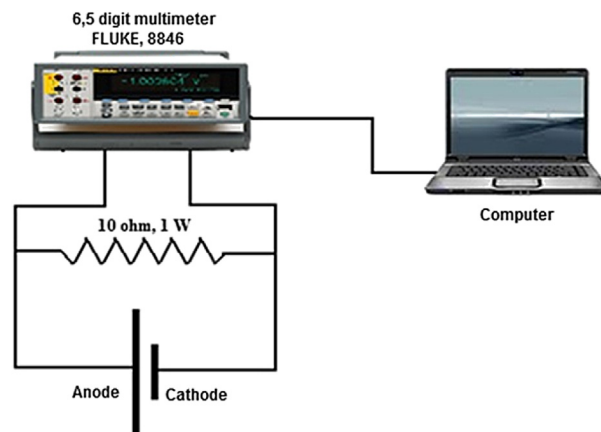 6,5 digit multimeter
FLUKE, 8846
10 ohm, 1 W
Computer
Anode
Cathode